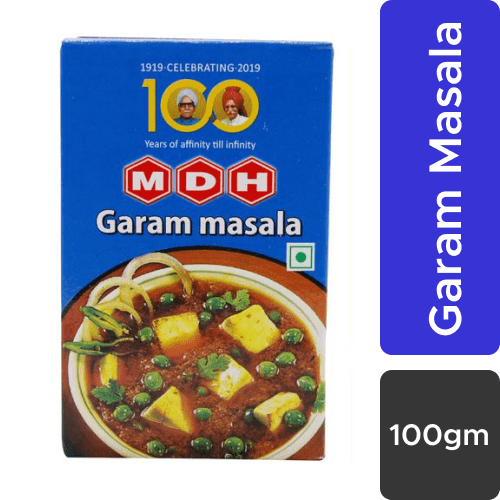 1919·CELEBRATING·2019
100
Years of affinity till infinity
MDH
Garam masala
Garam Masala
100gm